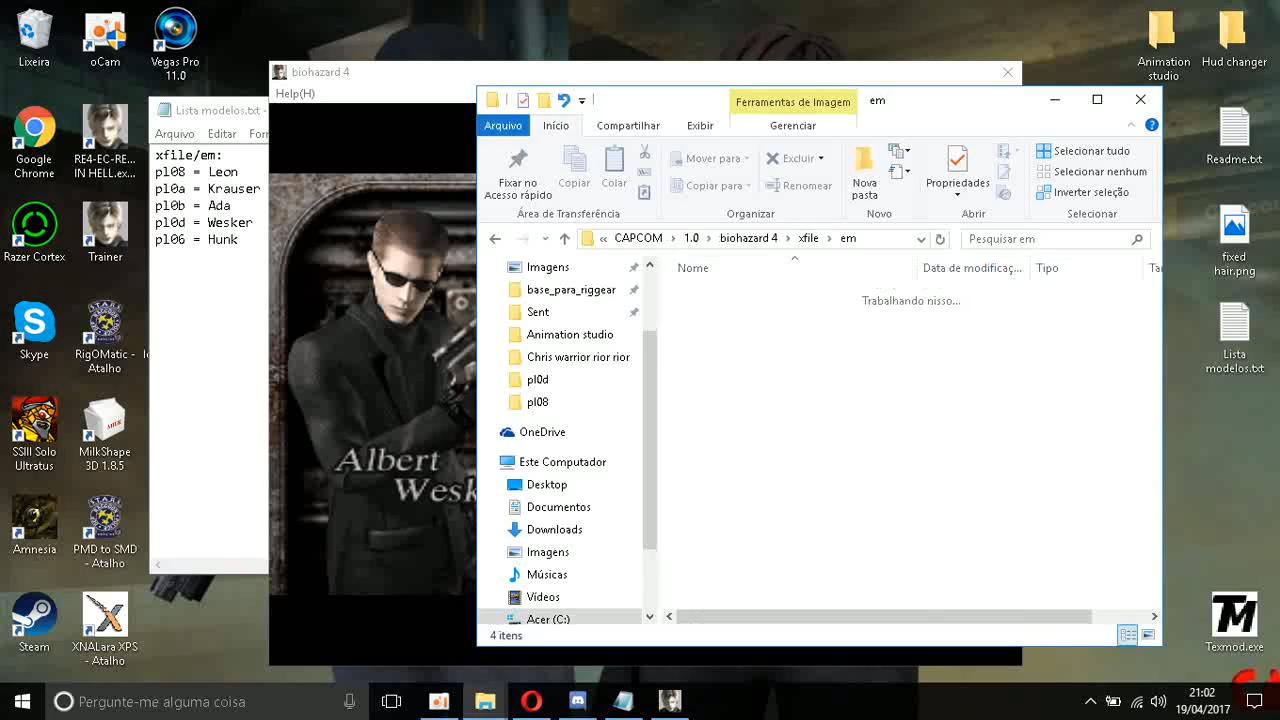 Lixeira
oCam
Vegas Pro
11.0
Google
Chrome
RE4-EC-RE...
IN HELL.ex...
Razer Cortex
Trainer
Skype
RigOMatic -
Atalho
SSIII Solo
Ultratus
MILK
MilkShape
3D 1.8.5
Amnesia
PMD to SMD
- Atalho
Steam
XNALara XPS
- Atalho
Lista modelos.txt -
Arquivo
Editar
For
xfile/em:
pl08 = Leon
pl0a = Krauser
pl0b = Ada
pl0d = Wesker
pl06 = Hunk
biohazard 4
Help(H)
Albert
Wesk
Ferramentas de Imagem
em
Arquivo
Início
Compartilhar
Exibir
Gerenciar
Fixar no
Acesso rápido
Copiar
Colar
Área de Transferência
Mover para
Copiar para
Excluir
Renomear
Organizar
Nova
pasta
Novo
Propriedades
Abrir
Selecionar tudo
Selecionar nenhum
Inverter seleção
Selecionar
« CAPCOM > 1.0 > biohazard 4 > xfile > em
Pesquisar em
Nome
Data de modificaç...
Tipo
Ta
Trabalhando nisso...
Imagens
base_para_riggear
Sent
Animation studio
Chris warrior rior rior
pl0d
pl08
OneDrive
Este Computador
Desktop
Documentos
Downloads
Imagens
Músicas
Vídeos
Acer (C:)
4 itens
Animation
studio
Hud changer
Readme.txt
fixed
hair.png
Lista
modelos.txt
TM
Texmod.exe
Pergunte-me alguma coisa
21:02
19/04/2017